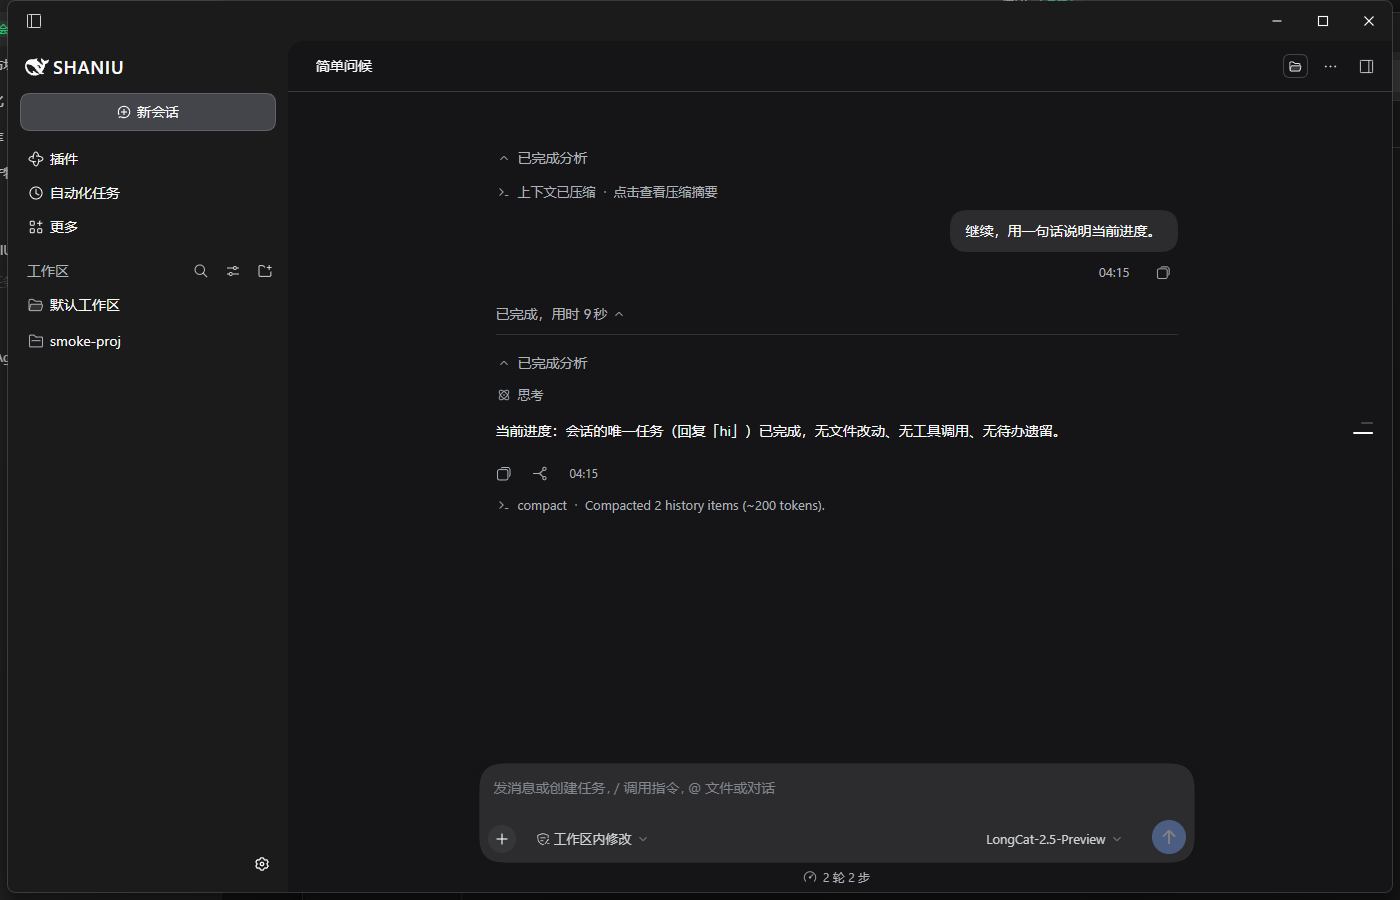 SHANIU
新会话
插件
自动化任务
更多
工作区
默认工作区
smoke-proj
简单问候
已完成分析
上下文已压缩 · 点击查看压缩摘要
继续，用一句话说明当前进度。
04:15
已完成，用时 9 秒
已完成分析
思考
当前进度：会话的唯一任务（回复「hi」）已完成，无文件改动、无工具调用、无待办遗留。
04:15
compact · Compacted 2 history items (~200 tokens).
发消息或创建任务, / 调用指令, @ 文件或对话
工作区内修改
LongCat-2.5-Preview
2 轮 2 步